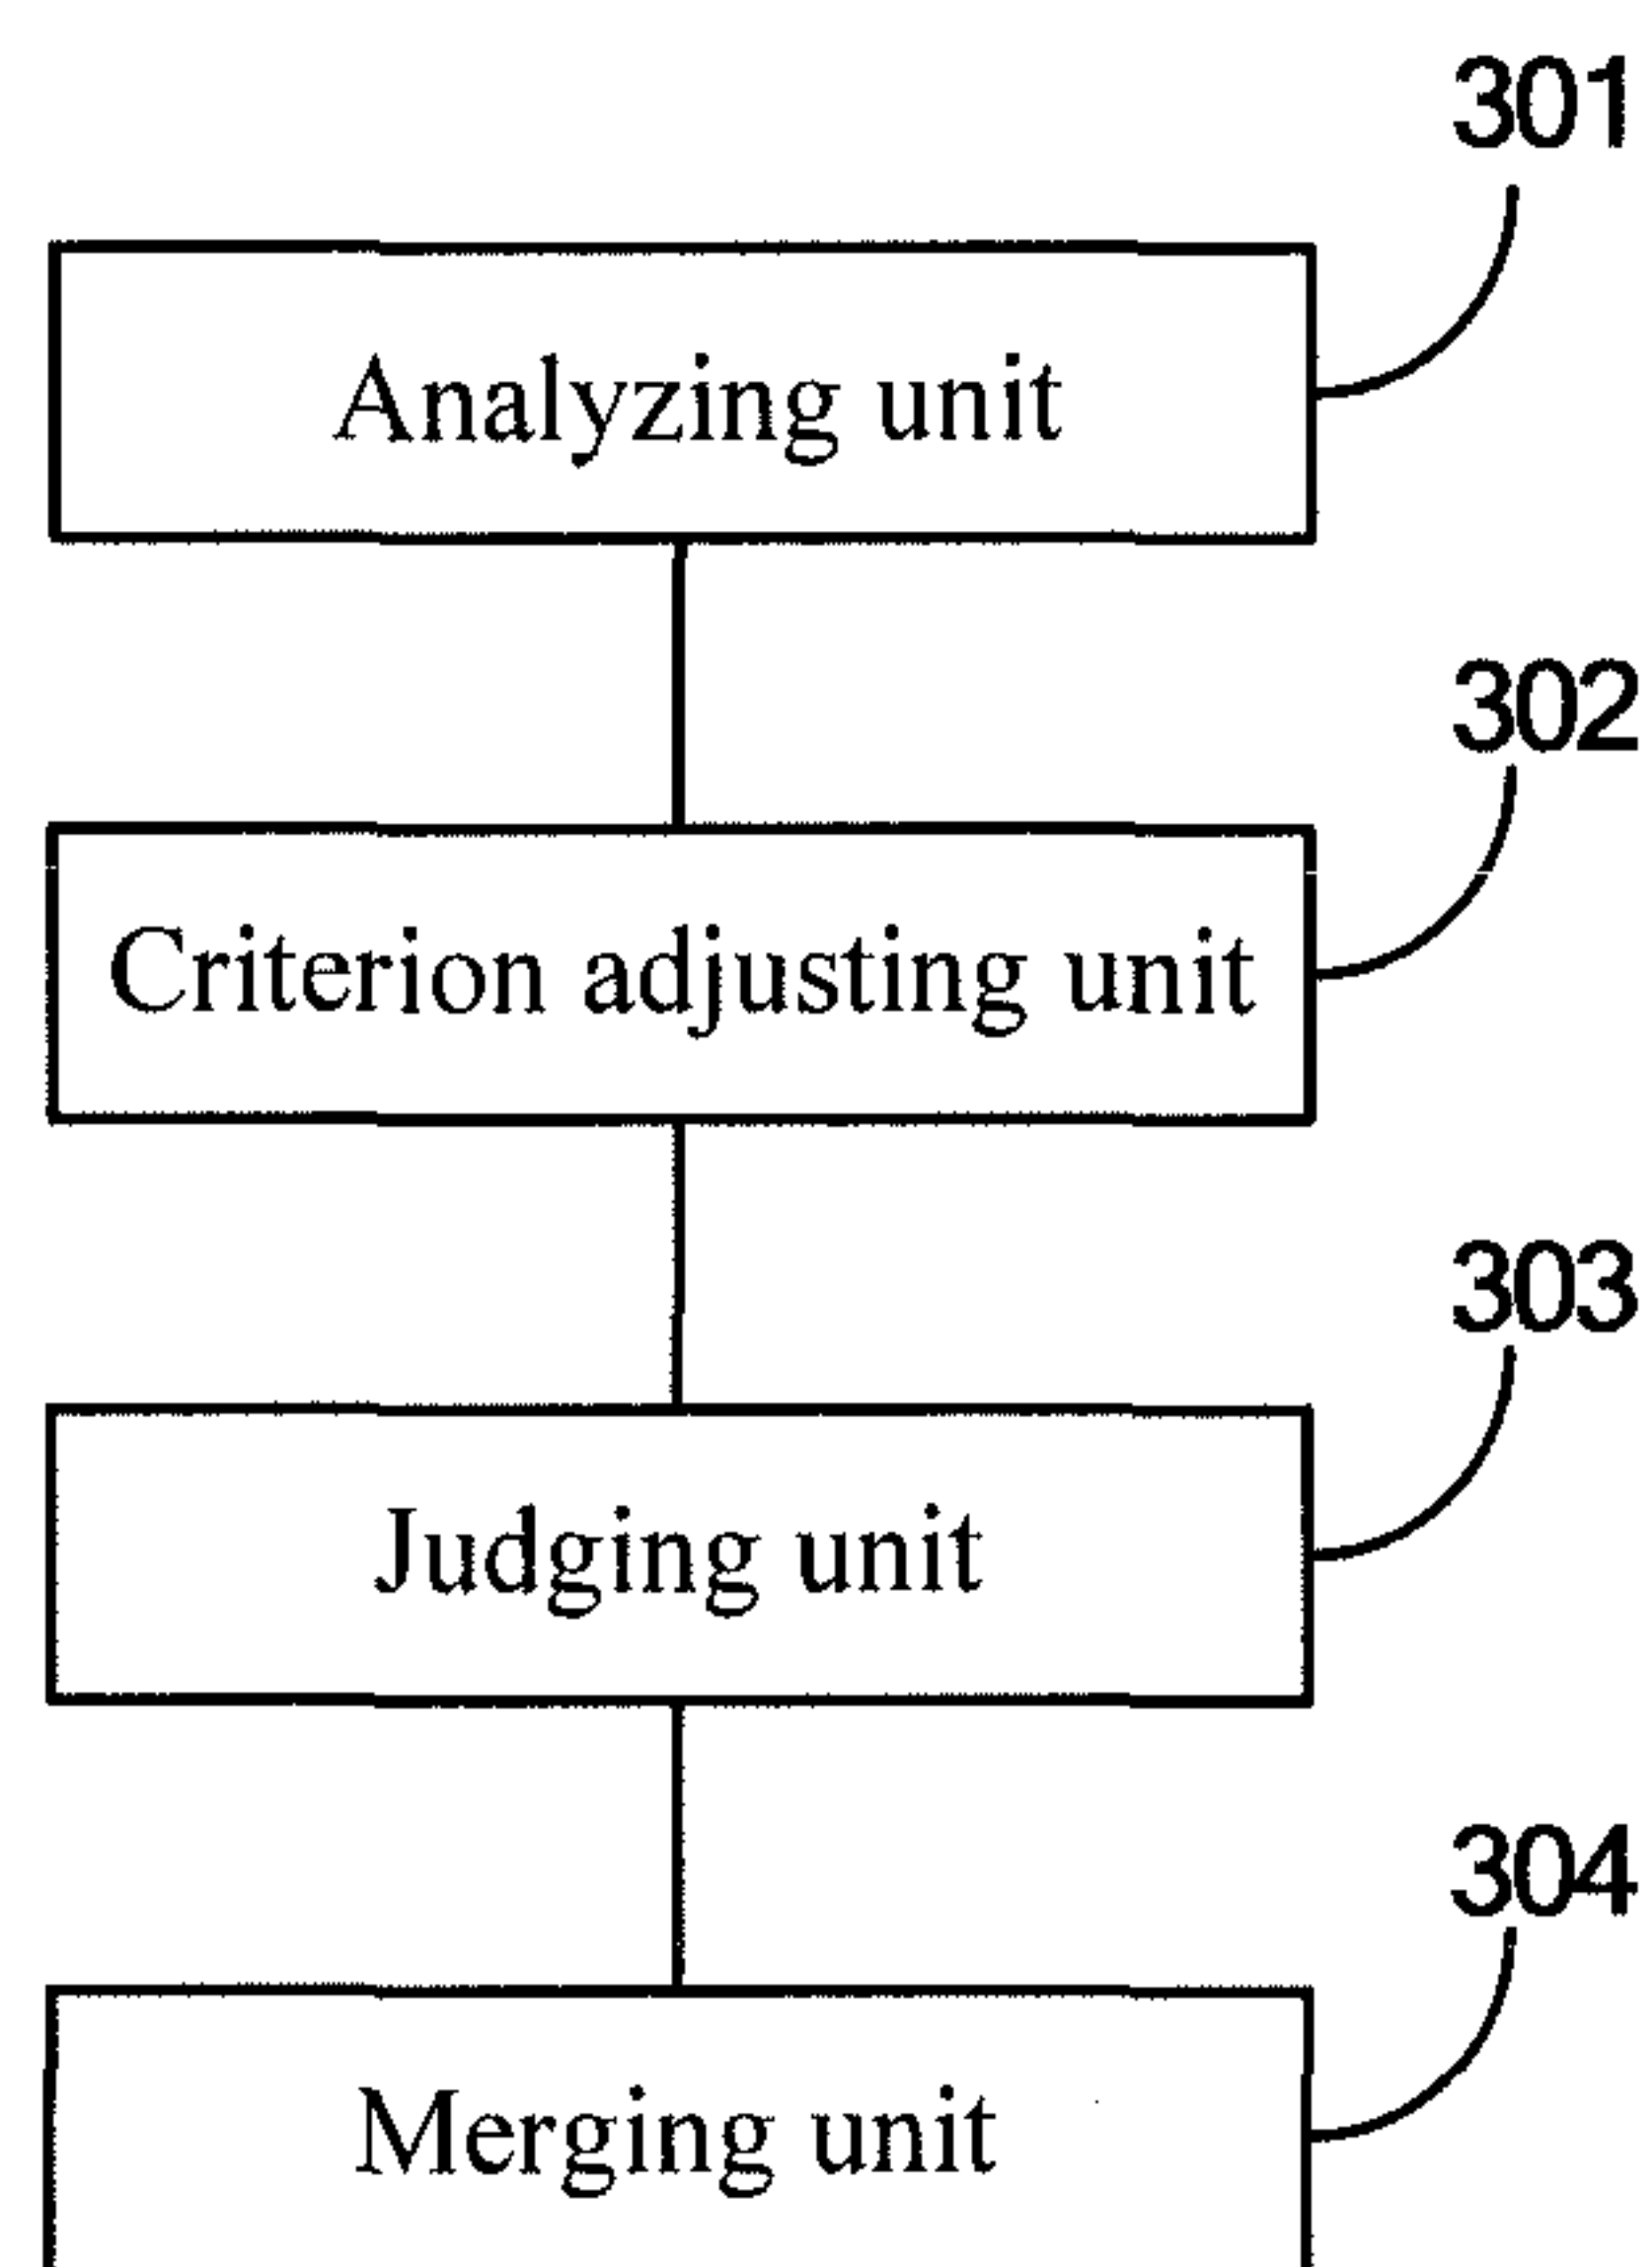 301
Analyzing unit
302
Criterion adjusting unit
303
Judging unit
304
Merging unit